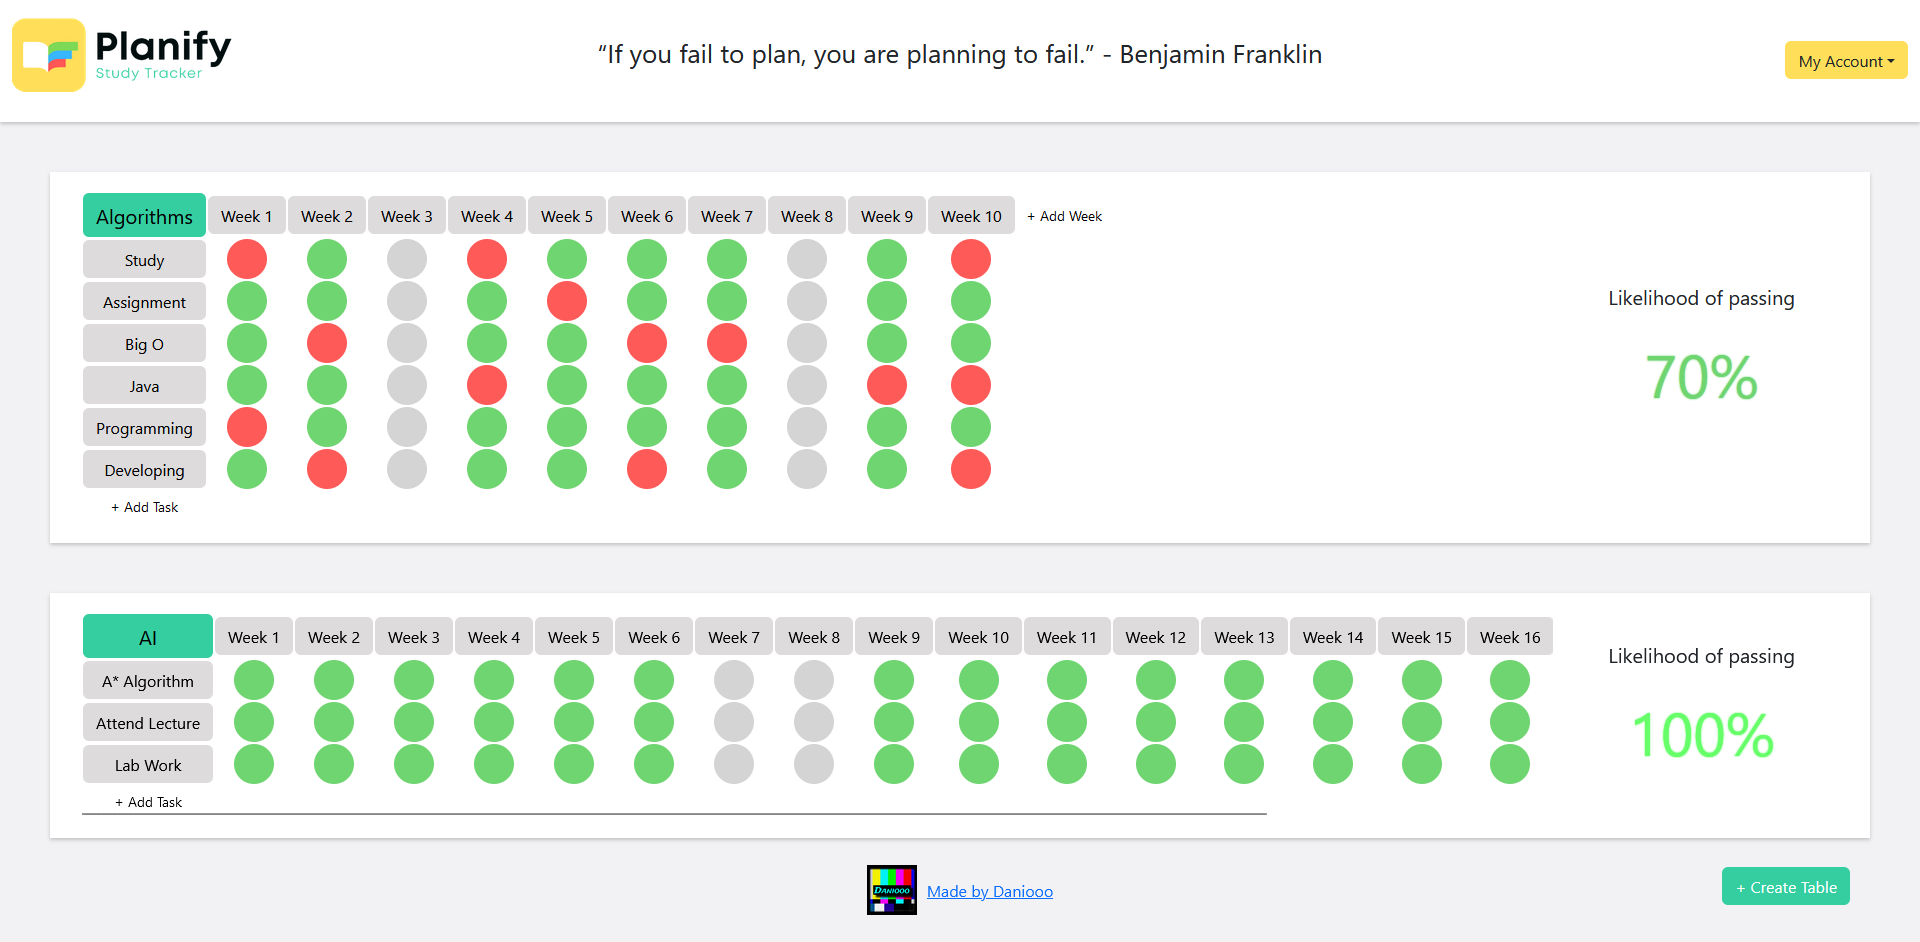 Planify
Study Tracker
“If you fail to plan, you are planning to fail.” - Benjamin Franklin
My Account
Algorithms Week 1 Week 2 Week 3 Week 4 Week 5 Week 6 Week 7 Week 8 Week 9 Week 10 + Add Week
Study
Assignment
Big O
Java
Programming
Developing
+ Add Task
Likelihood of passing
70%
AI Week 1 Week 2 Week 3 Week 4 Week 5 Week 6 Week 7 Week 8 Week 9 Week 10 Week 11 Week 12 Week 13 Week 14 Week 15 Week 16
A* Algorithm
Attend Lecture
Lab Work
+ Add Task
Likelihood of passing
100%
DANIOOO
Made by Daniooo
+ Create Table